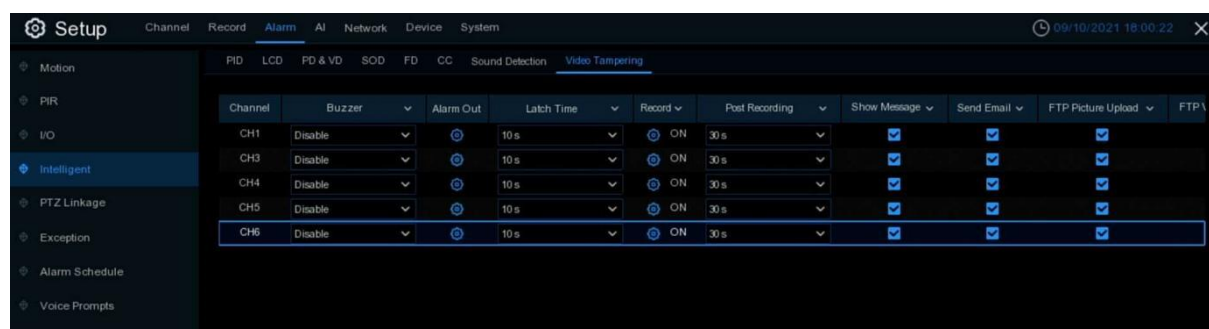 Setup Channel Record Alarm AI Network Device System 09/10/2021 18:00:22
PID LCD PD & VD SOD FD CC Sound Detection Video Tampering
Motion
PIR
I/O
Intelligent
PTZ Linkage
Exception
Alarm Schedule
Voice Prompts
Channel Buzzer Alarm Out Latch Time Record Post Recording Show Message Send Email FTP Picture Upload FTP
CH1 Disable 10 s ON 30 s
CH3 Disable 10 s ON 30 s
CH4 Disable 10 s ON 30 s
CH5 Disable 10 s ON 30 s
CH6 Disable 10 s ON 30 s